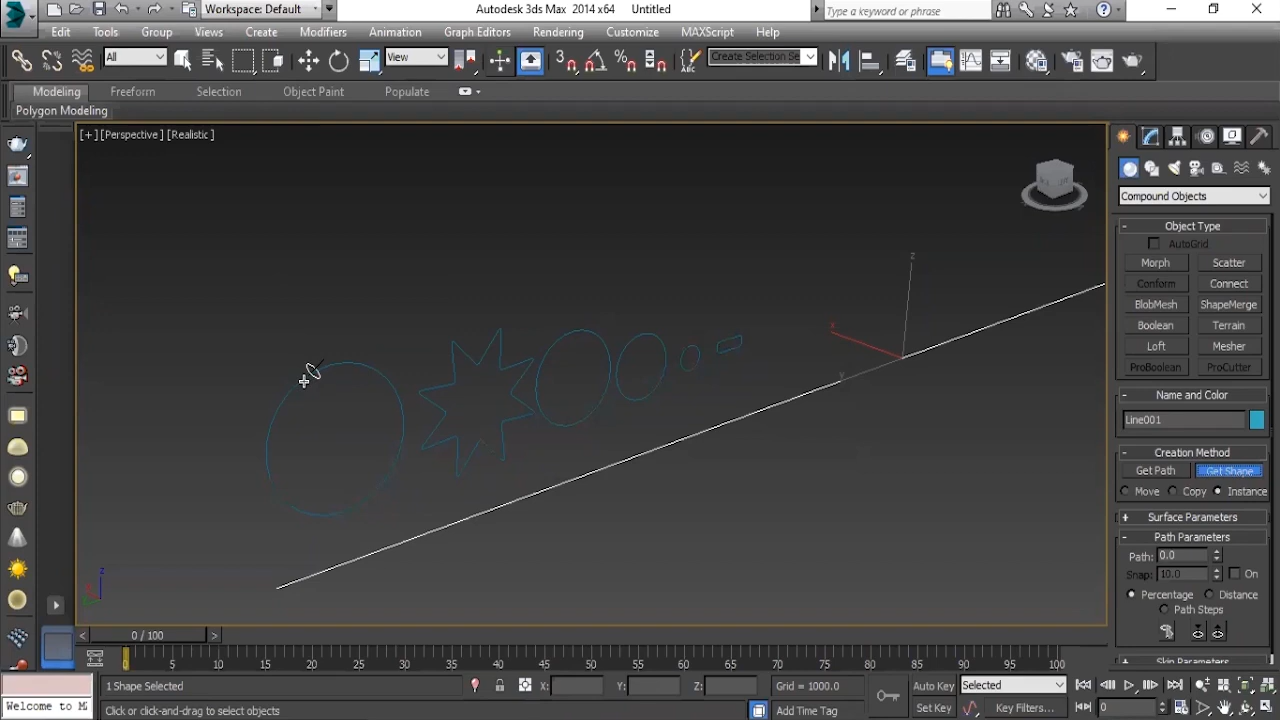 Workspace: Default
Autodesk 3ds Max 2014 x64
Untitled
Type a keyword or phrase
Edit
Tools
Group
Views
Create
Modifiers
Animation
Graph Editors
Rendering
Customize
MAXScript
Help
All
View
Create Selection Se
Modeling
Freeform
Selection
Object Paint
Populate
Polygon Modeling
[+] [Perspective] [Realistic]
x
y
z
z
Compound Objects
Object Type
AutoGrid
Morph
Scatter
Conform
Connect
BlobMesh
ShapeMerge
Boolean
Terrain
Loft
Mesher
ProBoolean
ProCutter
Name and Color
Line001
Creation Method
Get Path
Get Shape
Move
Copy
Instance
Surface Parameters
Path Parameters
Path: 0.0
Snap: 10.0
On
Percentage
Distance
Path Steps
Skin Parameters
0 / 100
0 5 10 15 20 25 30 35 40 45 50 55 60 65 70 75 80 85 90 95 100
1 Shape Selected
X:
Y:
Z:
Grid = 1000.0
Auto Key
Selected
Welcome to M
Click or click-and-drag to select objects
Add Time Tag
Set Key
Key Filters...
0